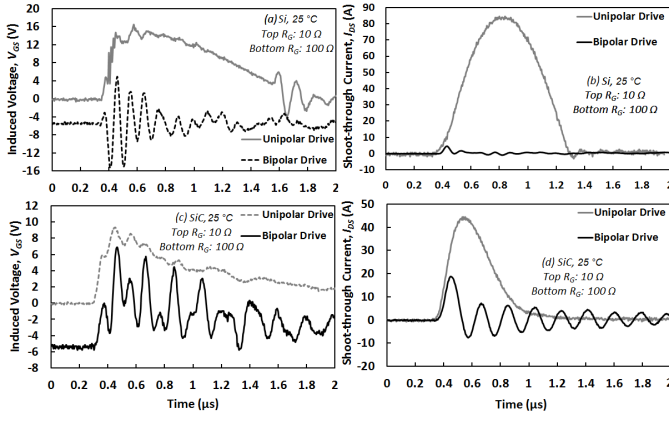 Induced Voltage, VGS (V)
20
16
12
8
4
0
-4
-8
-12
-16
(a) Si, 25 °C
Top RG: 10 Ω
Bottom RG: 100 Ω
Unipolar Drive
Bipolar Drive
0 0.2 0.4 0.6 0.8 1 1.2 1.4 1.6 1.8 2
Shoot-through Current, IDS (A)
90
80
70
60
50
40
30
20
10
0
-10
Unipolar Drive
Bipolar Drive
(b) Si, 25 °C
Top RG: 10 Ω
Bottom RG: 100 Ω
0 0.2 0.4 0.6 0.8 1 1.2 1.4 1.6 1.8 2
Induced Voltage, VGS (V)
12
10
8
6
4
2
0
-2
-4
-6
-8
(c) SiC, 25 °C
Top RG: 10 Ω
Bottom RG: 100 Ω
Unipolar Drive
Bipolar Drive
0 0.2 0.4 0.6 0.8 1 1.2 1.4 1.6 1.8 2
Time (µs)
Shoot-through Current, IDS (A)
50
40
30
20
10
0
-10
-20
Unipolar Drive
Bipolar Drive
(d) SiC, 25 °C
Top RG: 10 Ω
Bottom RG: 100 Ω
0 0.2 0.4 0.6 0.8 1 1.2 1.4 1.6 1.8 2
Time (µs)